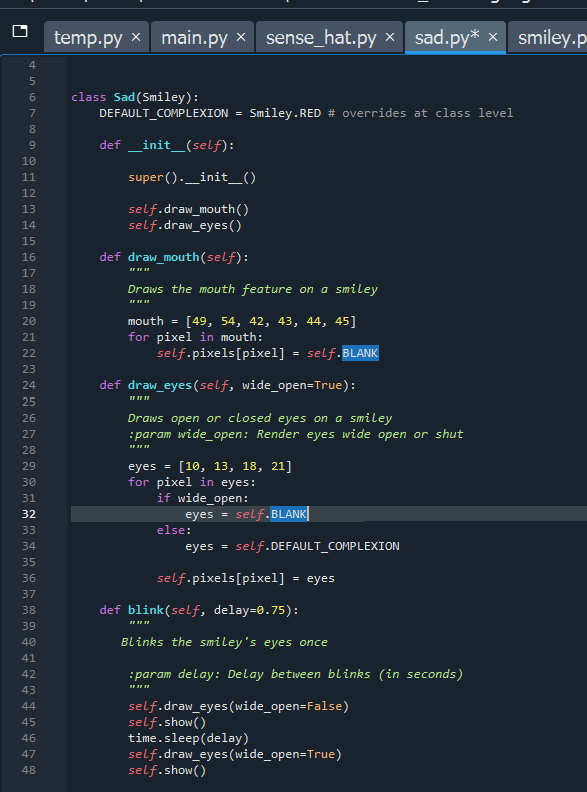 temp.py ×
main.py ×
sense_hat.py ×
sad.py* ×
smiley.p
4
5
6 class Sad(Smiley):
7 DEFAULT_COMPLEXION = Smiley.RED # overrides at class level
8
9 def __init__(self):
10
11 super().__init__()
12
13 self.draw_mouth()
14 self.draw_eyes()
15
16 def draw_mouth(self):
17 """
18 Draws the mouth feature on a smiley
19 """
20 mouth = [49, 54, 42, 43, 44, 45]
21 for pixel in mouth:
22 self.pixels[pixel] = self.BLANK
23
24 def draw_eyes(self, wide_open=True):
25 """
26 Draws open or closed eyes on a smiley
27 :param wide_open: Render eyes wide open or shut
28 """
29 eyes = [10, 13, 18, 21]
30 for pixel in eyes:
31 if wide_open:
32 eyes = self.BLANK
33 else:
34 eyes = self.DEFAULT_COMPLEXION
35
36 self.pixels[pixel] = eyes
37
38 def blink(self, delay=0.75):
39 """
40 Blinks the smiley's eyes once
41
42 :param delay: Delay between blinks (in seconds)
43 """
44 self.draw_eyes(wide_open=False)
45 self.show()
46 time.sleep(delay)
47 self.draw_eyes(wide_open=True)
48 self.show()